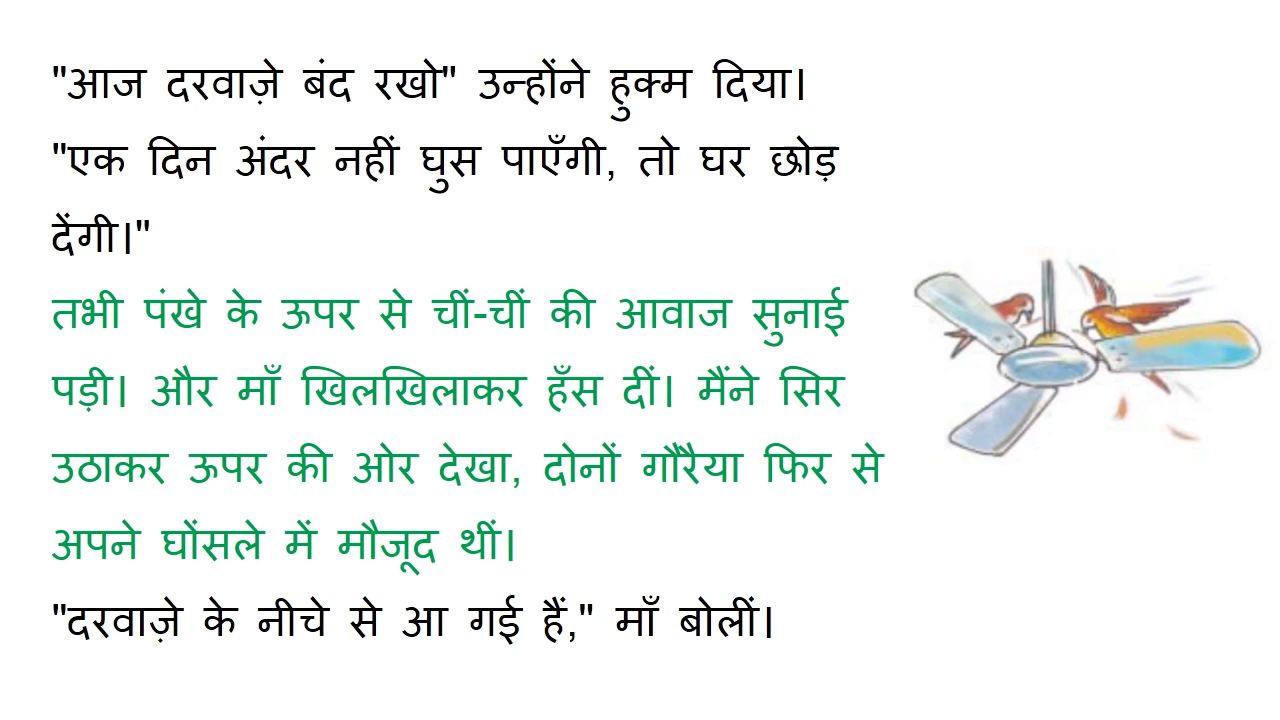 "आज दरवाज़े बंद रखो" उन्होंने हुक्म दिया।
"एक दिन अंदर नहीं घुस पाएँगी, तो घर छोड़
देंगी।"
तभी पंखे के ऊपर से चीं-चीं की आवाज सुनाई
पड़ी। और माँ खिलखिलाकर हँस दीं। मैंने सिर
उठाकर ऊपर की ओर देखा, दोनों गौरैया फिर से
अपने घोंसले में मौजूद थीं।
"दरवाज़े के नीचे से आ गई हैं," माँ बोलीं।